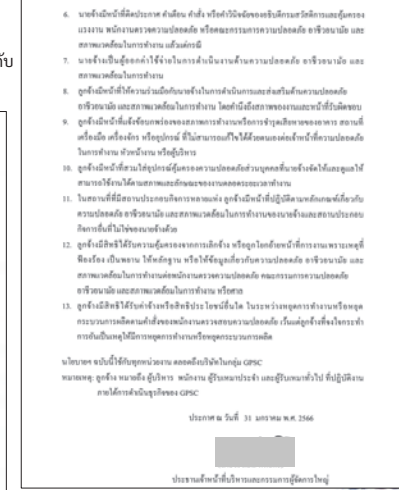 6. นายจ้างมีหน้าที่ติดประกาศ คำเตือน คำสั่ง หรือคำวินิจฉัยของอธิบดีกรมสวัสดิการและคุ้มครอง
แรงงาน พนักงานตรวจความปลอดภัย หรือคณะกรรมการความปลอดภัย อาชีวอนามัย และ
สภาพแวดล้อมในการทำงาน แล้วแต่กรณี
7. นายจ้างเป็นผู้ออกค่าใช้จ่ายในการดำเนินงานด้านความปลอดภัย อาชีวอนามัย และ
สภาพแวดล้อมในการทำงาน
กับ
8. ลูกจ้างมีหน้าที่ให้ความร่วมมือกับนายจ้างในการดำเนินการและส่งเสริมด้านความปลอดภัย
อาชีวอนามัย และสภาพแวดล้อมในการทำงาน โดยคำนึงถึงสภาพของงานและหน้าที่รับผิดชอบ
9. ลูกจ้างมีหน้าที่แจ้งข้อบกพร่องของสภาพการทำงานหรือการชำรุดเสียหายของอาคาร สถานที่
เครื่องมือ เครื่องจักร หรืออุปกรณ์ ที่ไม่สามารถแก้ไขได้ด้วยตนเองต่อเจ้าหน้าที่ความปลอดภัย
ในการทำงาน หัวหน้างาน หรือผู้บริหาร
10. ลูกจ้างมีหน้าที่สวมใส่อุปกรณ์คุ้มครองความปลอดภัยส่วนบุคคลที่นายจ้างจัดให้และดูแลให้
สามารถใช้งานได้ตามสภาพและลักษณะของงานตลอดระยะเวลาทำงาน
11. ในสถานที่ที่มีสถานประกอบกิจการหลายแห่ง ลูกจ้างมีหน้าที่ปฏิบัติตามหลักเกณฑ์เกี่ยวกับ
ความปลอดภัย อาชีวอนามัย และสภาพแวดล้อมในการทำงานของนายจ้างและสถานประกอบ
กิจการอื่นที่ไม่ใช่ของนายจ้างด้วย
12. ลูกจ้างมีสิทธิได้รับความคุ้มครองจากการเลิกจ้าง หรือถูกโยกย้ายหน้าที่การงานเพราะเหตุที่
ฟ้องร้อง เป็นพยาน ให้หลักฐาน หรือให้ข้อมูลเกี่ยวกับความปลอดภัย อาชีวอนามัย และ
สภาพแวดล้อมในการทำงานต่อพนักงานตรวจความปลอดภัย คณะกรรมการความปลอดภัย
อาชีวอนามัย และสภาพแวดล้อมในการทำงาน หรือศาล
13. ลูกจ้างมีสิทธิได้รับค่าจ้างหรือสิทธิประโยชน์อื่นใด ในระหว่างหยุดการทำงานหรือหยุด
กระบวนการผลิตตามคำสั่งของพนักงานตรวจสอบความปลอดภัย เว้นแต่ลูกจ้างที่จงใจกระทำ
การอันเป็นเหตุให้มีการหยุดการทำงานหรือหยุดกระบวนการผลิต
นโยบายฯ ฉบับนี้ใช้กับทุกหน่วยงาน ตลอดถึงบริษัทในกลุ่ม GPSC
หมายเหตุ: ลูกจ้าง หมายถึง ผู้บริหาร พนักงาน ผู้รับเหมาประจำ และผู้รับเหมาทั่วไป ที่ปฏิบัติงาน
ภายใต้การดำเนินธุรกิจของ GPSC
ประกาศ ณ วันที่ 31 มกราคม พ.ศ. 2566
ประธานเจ้าหน้าที่บริหารและกรรมการผู้จัดการใหญ่